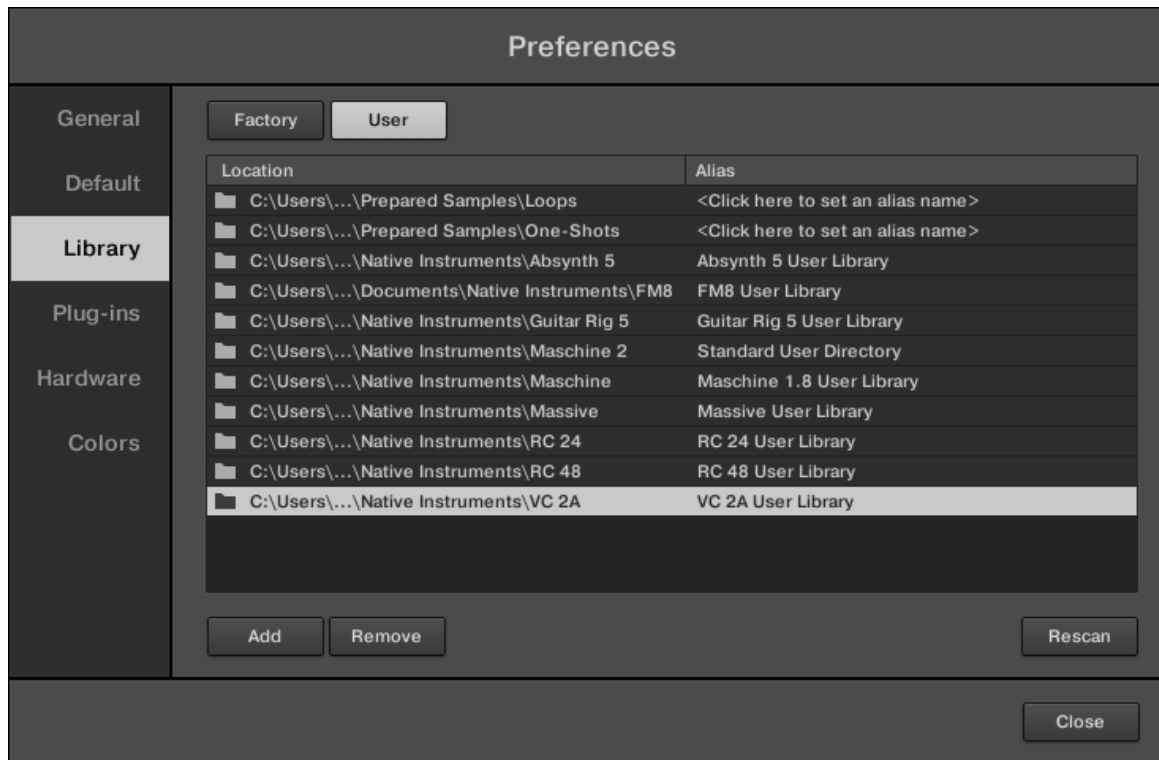 Preferences
General
Default
Library
Plug-ins
Hardware
Colors
Factory User
Location Alias
C:\Users\...\Prepared Samples\Loops <Click here to set an alias name>
C:\Users\...\Prepared Samples\One-Shots <Click here to set an alias name>
C:\Users\...\Native Instruments\Absynth 5 Absynth 5 User Library
C:\Users\...\Documents\Native Instruments\FM8 FM8 User Library
C:\Users\...\Native Instruments\Guitar Rig 5 Guitar Rig 5 User Library
C:\Users\...\Native Instruments\Maschine 2 Standard User Directory
C:\Users\...\Native Instruments\Maschine Maschine 1.8 User Library
C:\Users\...\Native Instruments\Massive Massive User Library
C:\Users\...\Native Instruments\RC 24 RC 24 User Library
C:\Users\...\Native Instruments\RC 48 RC 48 User Library
C:\Users\...\Native Instruments\VC 2A VC 2A User Library
Add Remove Rescan
Close